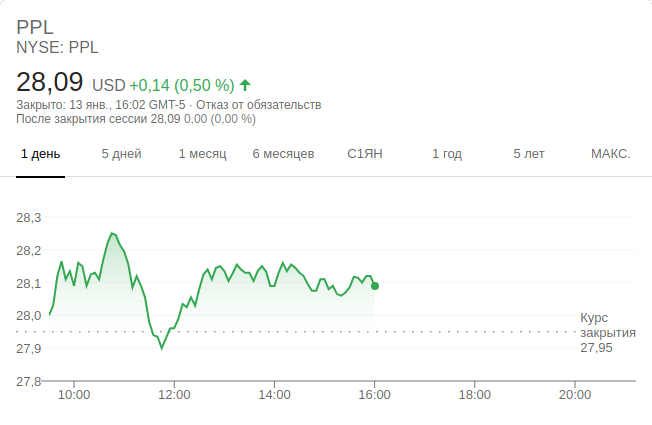 PPL
NYSE: PPL
28,09 USD +0,14 (0,50 %)
Закрыто: 13 янв., 16:02 GMT-5 · Отказ от обязательств
После закрытия сессии 28,09 0,00 (0,00 %)
1 день 5 дней 1 месяц 6 месяцев С1ЯН 1 год 5 лет МАКС.
28,3
28,2
28,1
28,0
27,9
27,8
Курс
закрытия
27,95
10:00 12:00 14:00 16:00 18:00 20:00